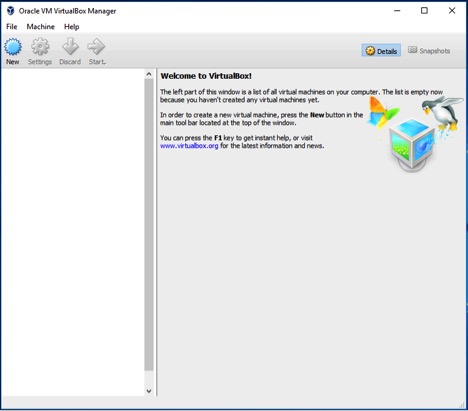 Oracle VM VirtualBox Manager
File Machine Help
New Settings Discard Start.
Details Snapshots
Welcome to VirtualBox!
The left part of this window is a list of all virtual machines on your computer. The list is empty now
because you haven't created any virtual machines yet.
In order to create a new virtual machine, press the New button in the
main tool bar located at the top of the window.
You can press the F1 key to get instant help, or visit
www.virtualbox.org for the latest information and news.